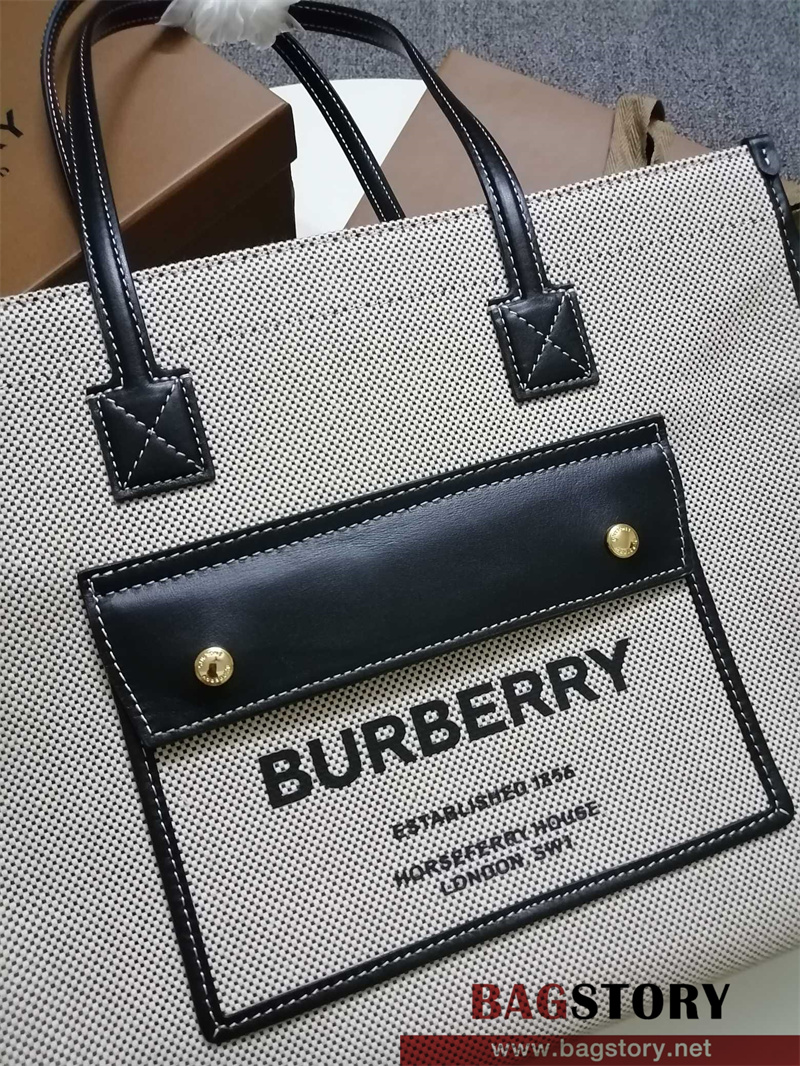 BURBERRY
ESTABLISHED 1856
HORSEFERRY HOUSE
LONDON, SW1
BAGSTORY
www.bagstory.net